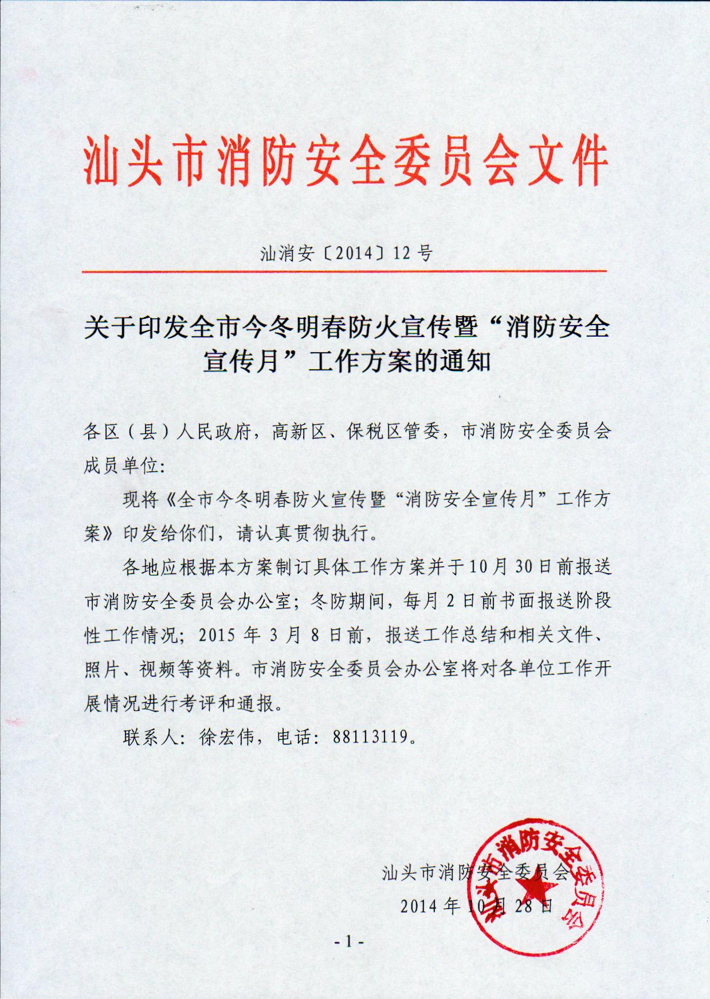 汕头市消防安全委员会文件
汕消安〔2014〕12号
关于印发全市今冬明春防火宣传暨“消防安全
宣传月”工作方案的通知
各区（县）人民政府，高新区、保税区管委，市消防安全委员会
成员单位：
现将《全市今冬明春防火宣传暨“消防安全宣传月”工作方
案》印发给你们，请认真贯彻执行。
各地应根据本方案制订具体工作方案并于10月30日前报送
市消防安全委员会办公室；冬防期间，每月2日前书面报送阶段
性工作情况；2015年3月8日前，报送工作总结和相关文件、
照片、视频等资料。市消防安全委员会办公室将对各单位工作开
展情况进行考评和通报。
联系人：徐宏伟，电话：88113119。
汕头市消防安全委员会
2014年10月28日
汕头市消防安全委员会
- 1 -